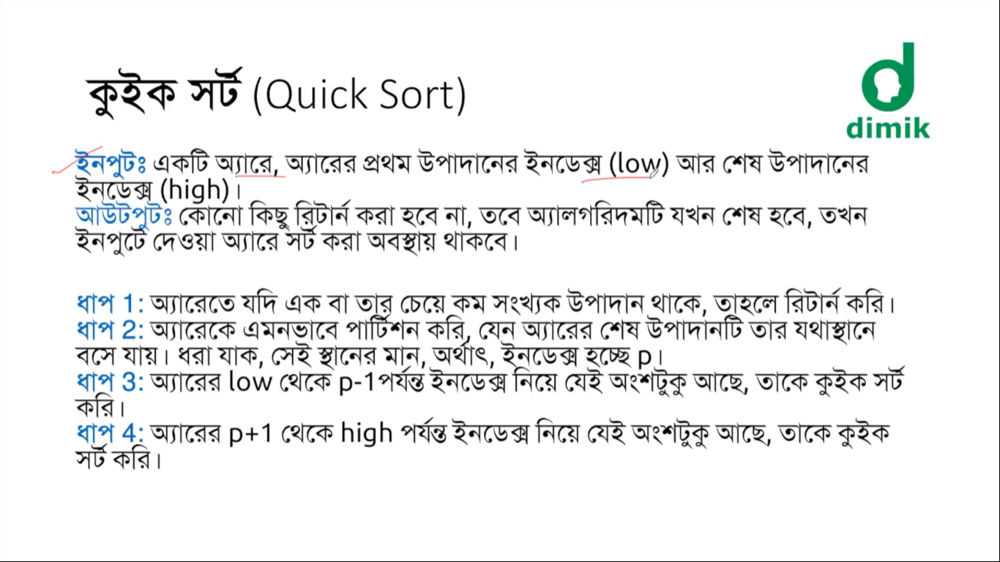 কুইক সর্ট (Quick Sort)
dimik
ইনপুটঃ একটি অ্যারে, অ্যারের প্রথম উপাদানের ইনডেক্স (low) আর শেষ উপাদানের
ইনডেক্স (high)।
আউটপুটঃ কোনো কিছু রিটার্ন করা হবে না, তবে অ্যালগরিদমটি যখন শেষ হবে, তখন
ইনপুটে দেওয়া অ্যারে সর্ট করা অবস্থায় থাকবে।
ধাপ 1: অ্যারেতে যদি এক বা তার চেয়ে কম সংখ্যক উপাদান থাকে, তাহলে রিটার্ন করি।
ধাপ 2: অ্যারেকে এমনভাবে পার্টিশন করি, যেন অ্যারের শেষ উপাদানটি তার যথাস্থানে
বসে যায়। ধরা যাক, সেই স্থানের মান, অর্থাৎ, ইনডেক্স হচ্ছে p।
ধাপ 3: অ্যারের low থেকে p-1পর্যন্ত ইনডেক্স নিয়ে যেই অংশটুকু আছে, তাকে কুইক সর্ট
করি।
ধাপ 4: অ্যারের p+1 থেকে high পর্যন্ত ইনডেক্স নিয়ে যেই অংশটুকু আছে, তাকে কুইক
সর্ট করি।